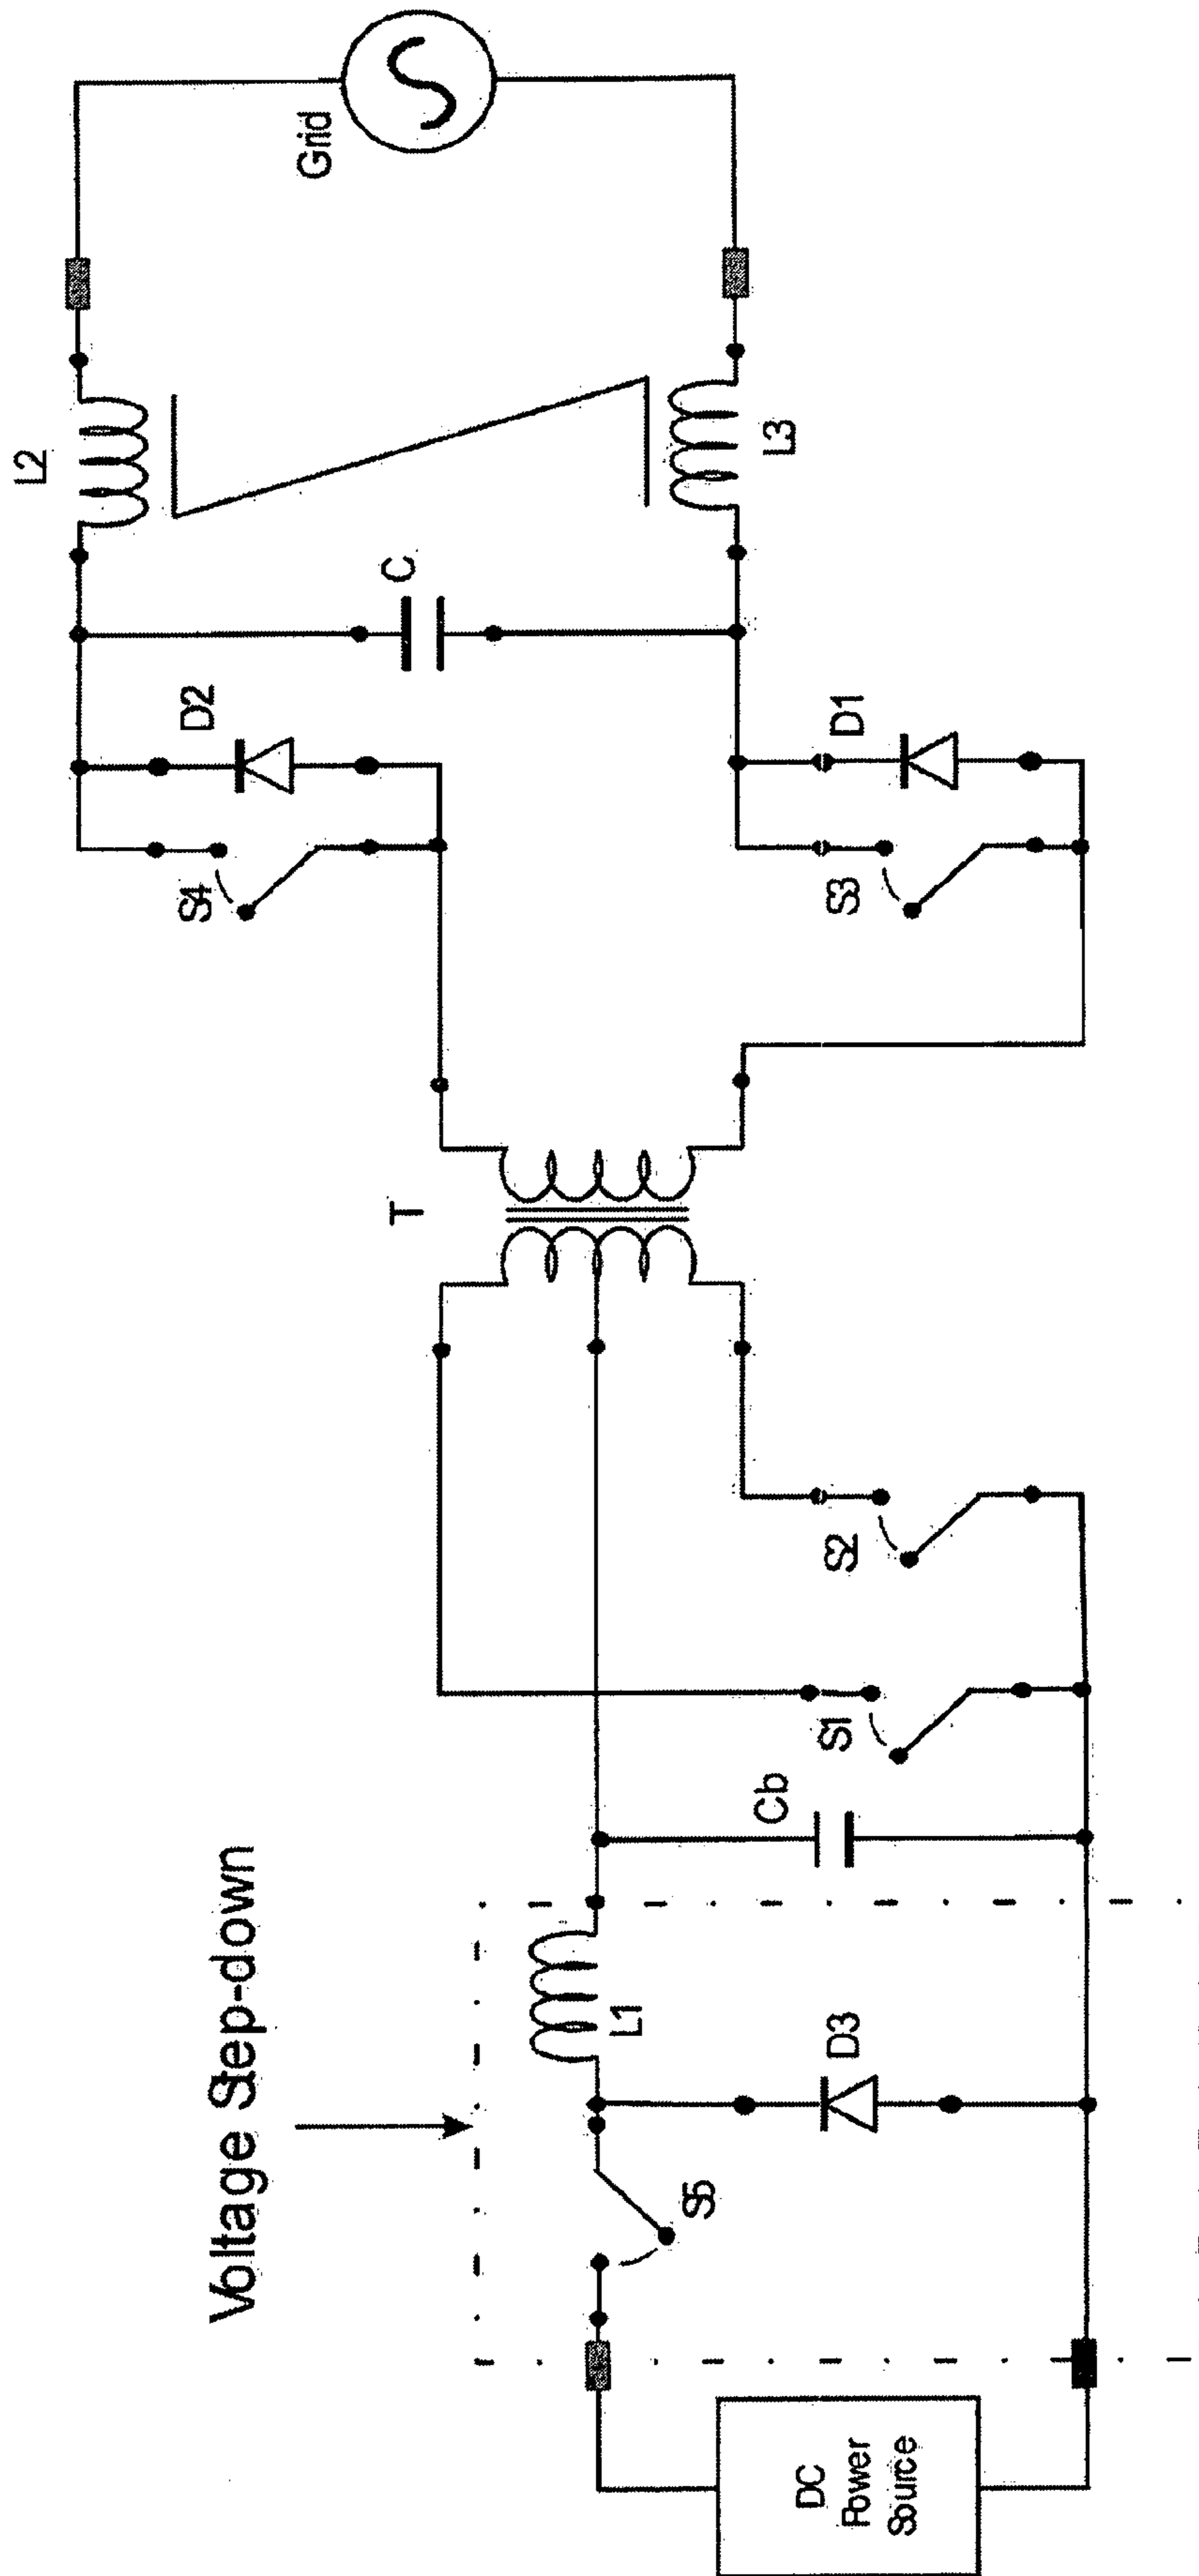 Voltage Step-down
DC
Power
Source
S5
L1
D3
Cb
S1
S2
T
S4
D2
S3
D1
C
L2
L3
Grid